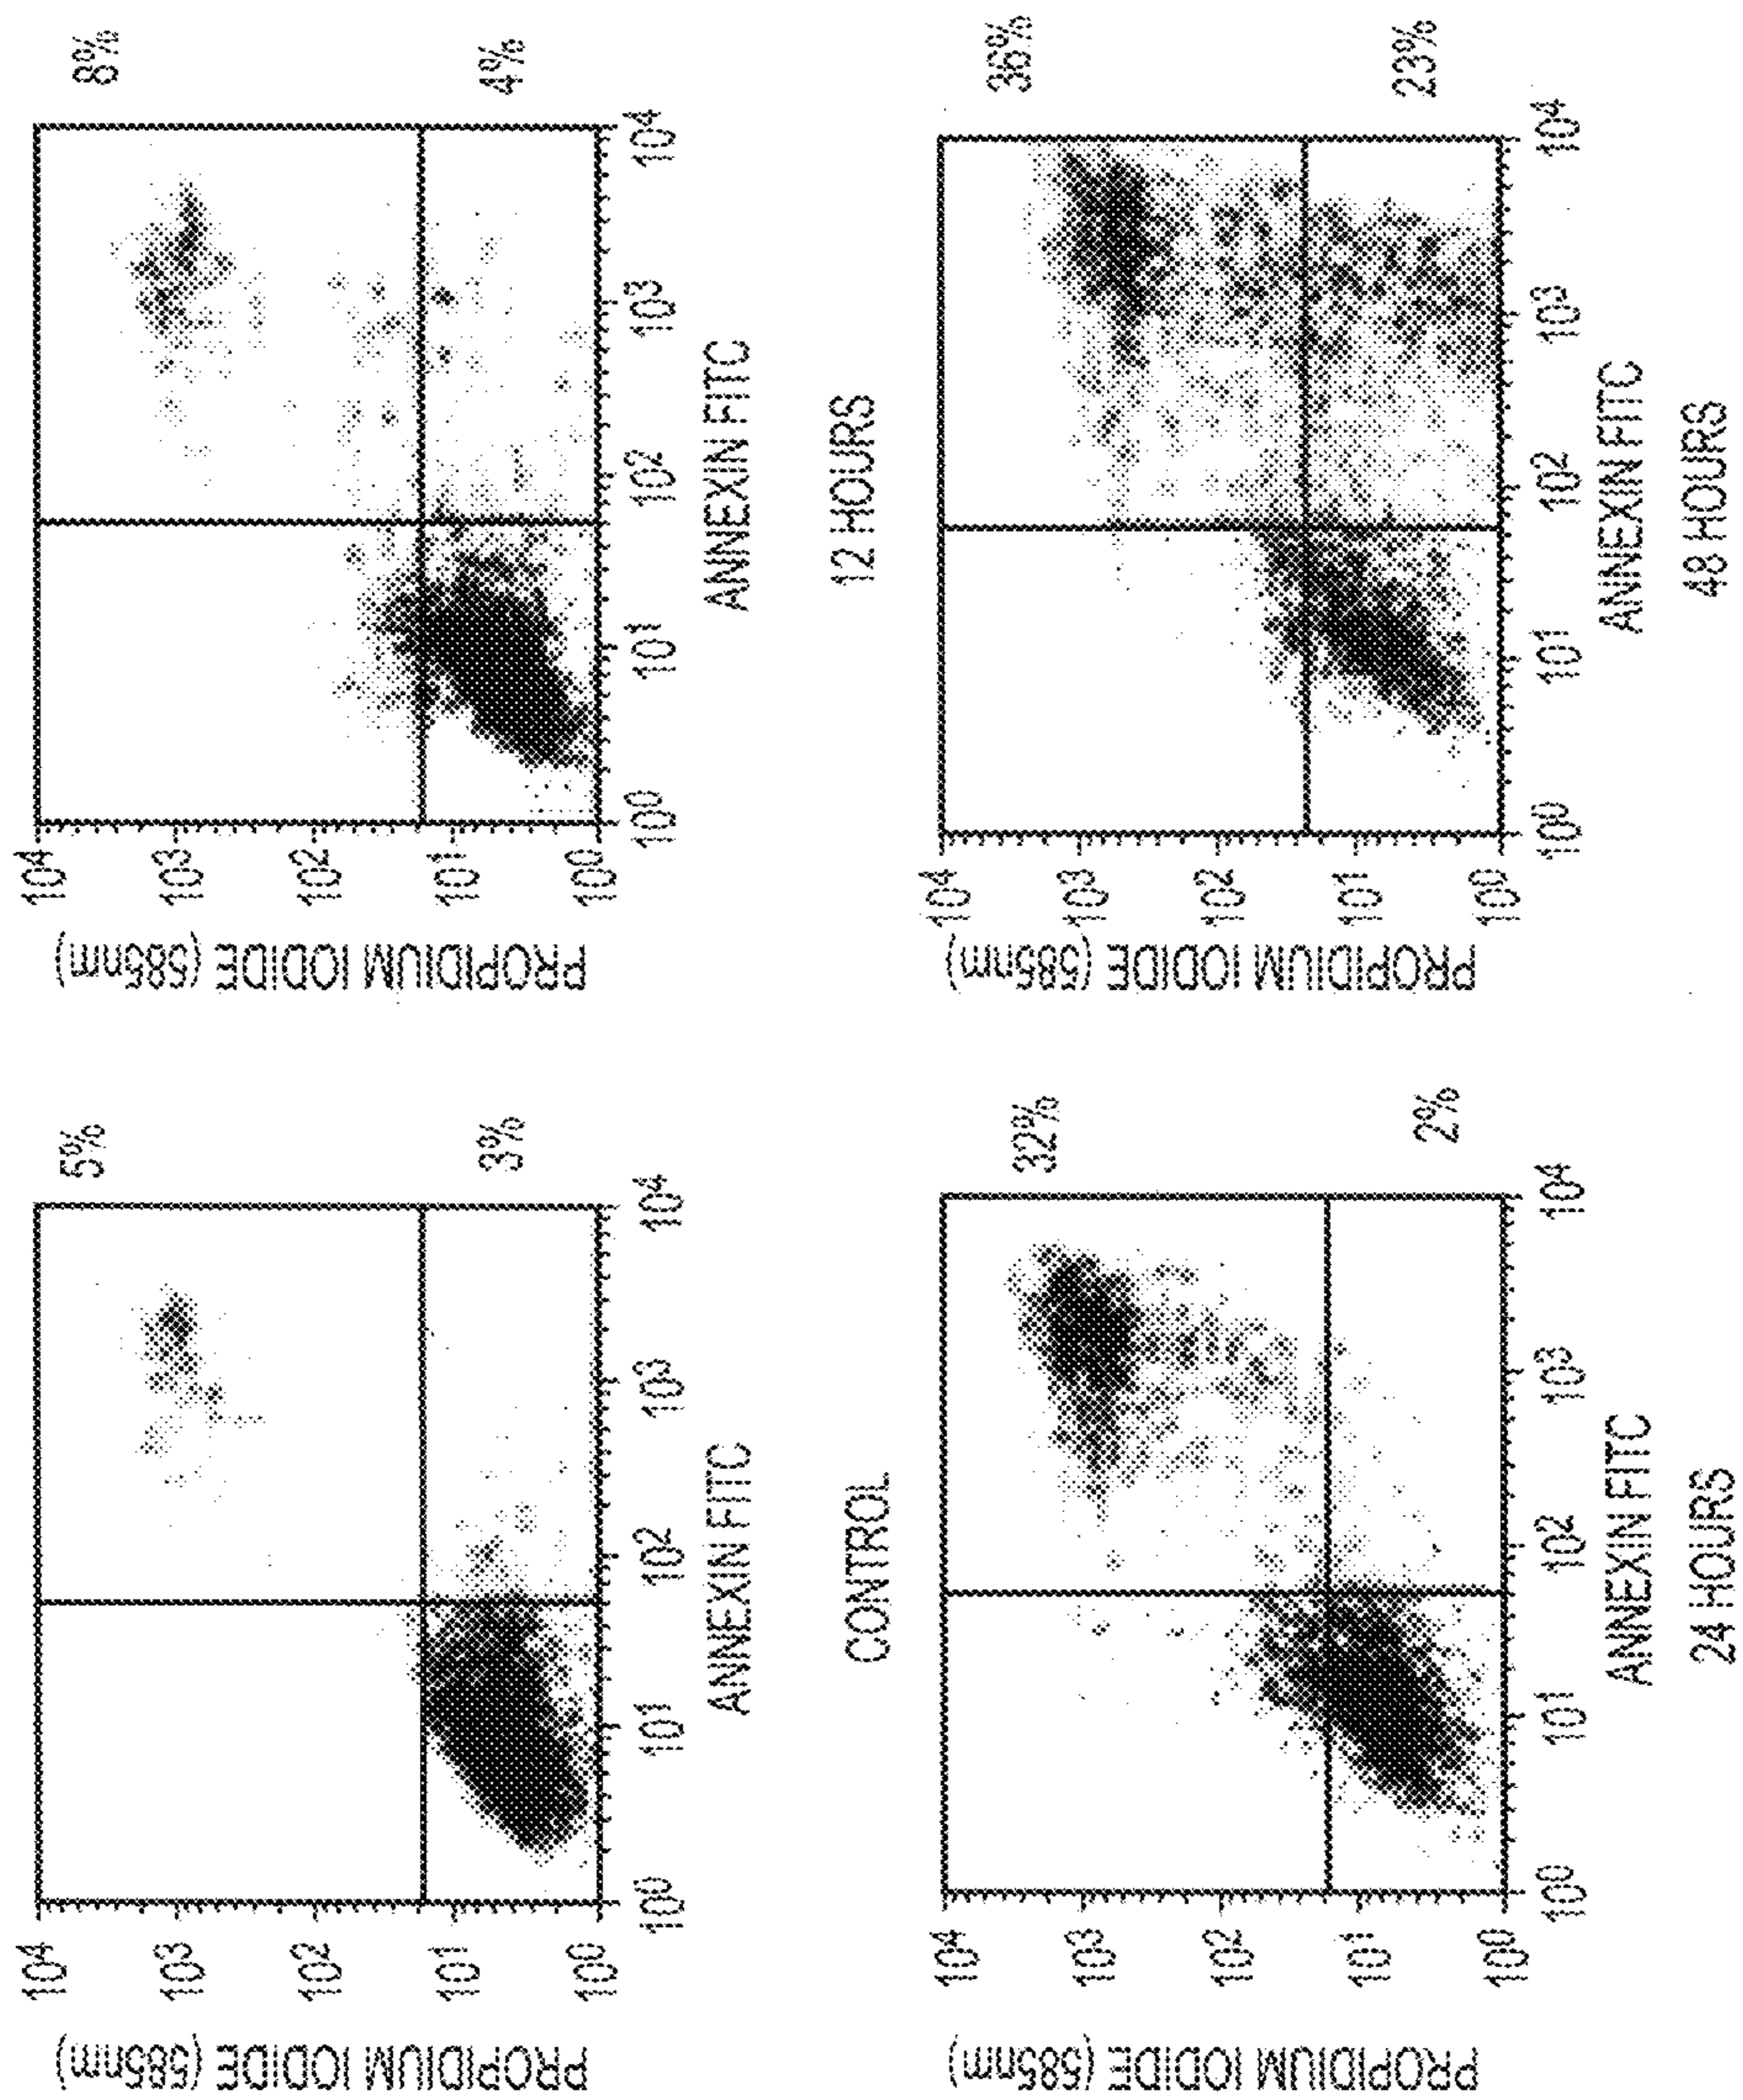 PROPIDIUM IODIDE (585nm)
10⁴
10³
10²
10¹
10⁰
10⁰ 10¹ 10² 10³ 10⁴
5%
3%
ANNEXIN FITC
CONTROL
PROPIDIUM IODIDE (585nm)
10⁴
10³
10²
10¹
10⁰
10⁰ 10¹ 10² 10³ 10⁴
8%
4%
ANNEXIN FITC
12 HOURS
PROPIDIUM IODIDE (585nm)
10⁴
10³
10²
10¹
10⁰
10⁰ 10¹ 10² 10³ 10⁴
32%
2%
ANNEXIN FITC
24 HOURS
PROPIDIUM IODIDE (585nm)
10⁴
10³
10²
10¹
10⁰
10⁰ 10¹ 10² 10³ 10⁴
36%
23%
ANNEXIN FITC
48 HOURS